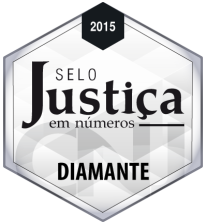 2015
SELO
Justiça
em números
DIAMANTE